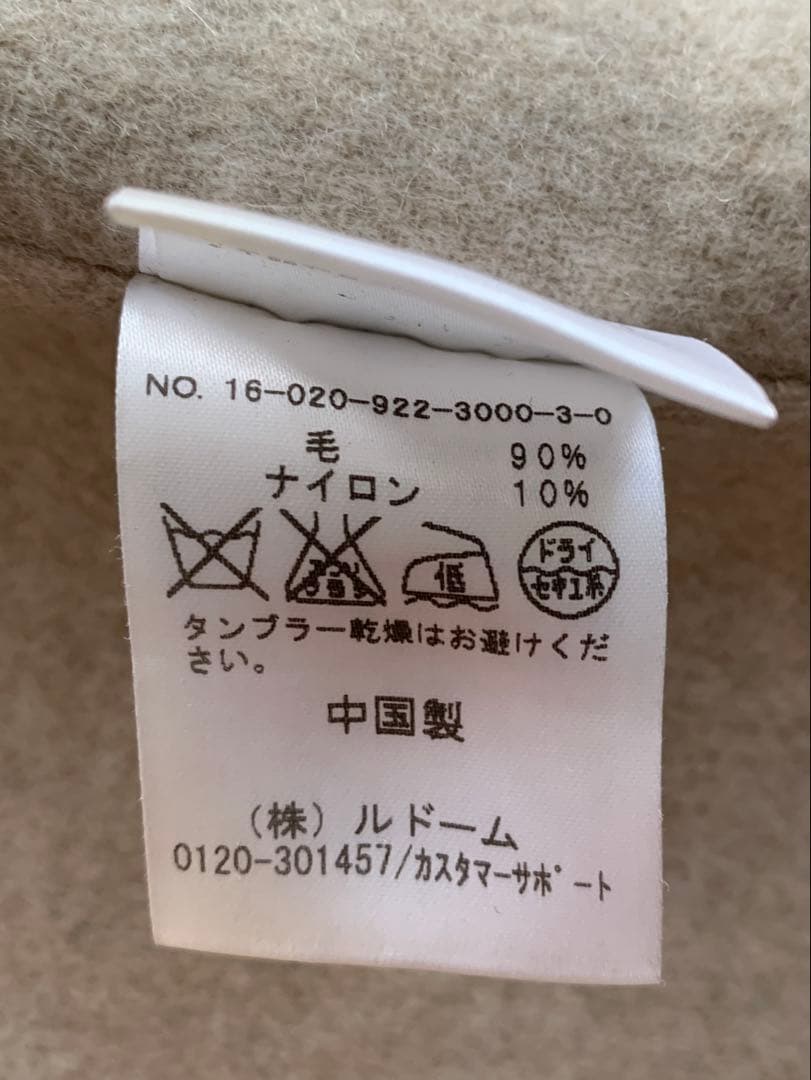 NO. 16-020-922-3000-3-0
毛 90%
ナイロン 10%
低
ドライ
セキユ系
タンブラー乾燥はお避けくだ
さい。
中国製
(株)ルドーム
0120-301457/カスタマーサポート